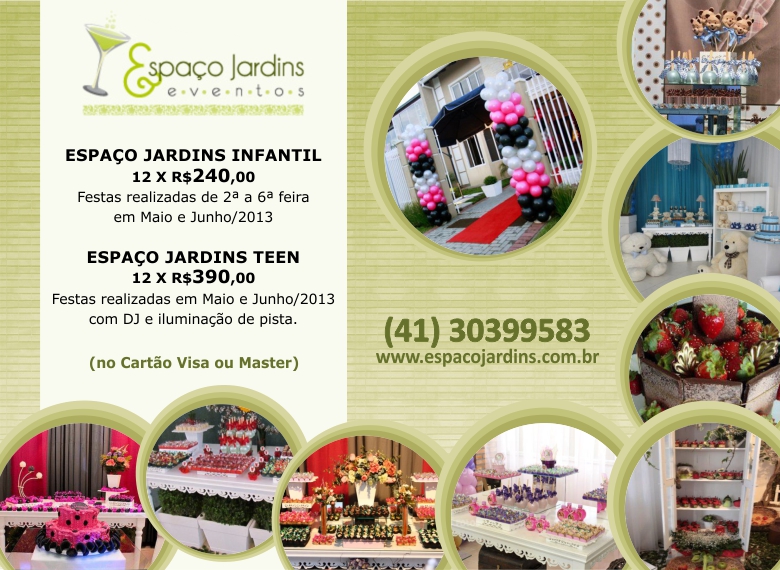 Espaço Jardins
eventos
ESPAÇO JARDINS INFANTIL
12 X R$240,00
Festas realizadas de 2ª a 6ª feira
em Maio e Junho/2013
ESPAÇO JARDINS TEEN
12 X R$390,00
Festas realizadas em Maio e Junho/2013
com DJ e iluminação de pista.
(no Cartão Visa ou Master)
(41) 30399583
www.espacojardins.com.br